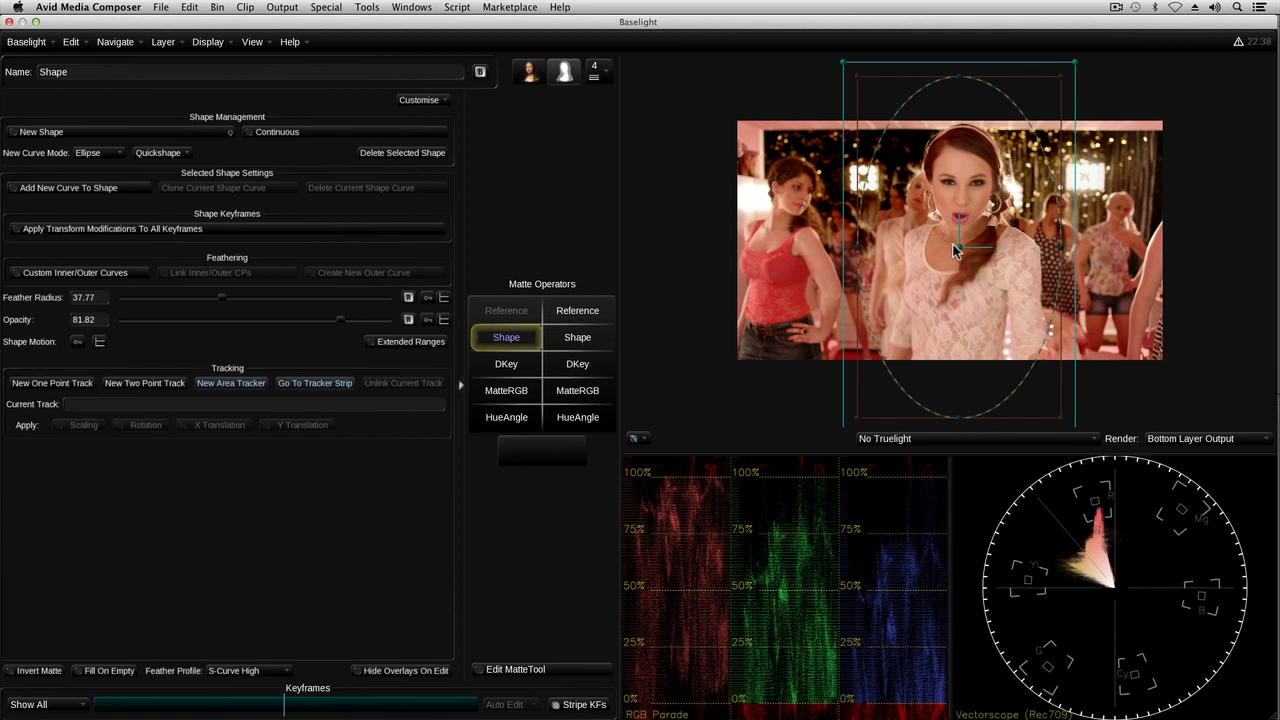 Avid Media Composer File Edit Bin Clip Output Special Tools Windows Script Marketplace Help
Baselight
Baselight Edit Navigate Layer Display View Help 22:38
Name: Shape B 4
Customise
Shape Management
New Shape Q Continuous
New Curve Mode: Ellipse Quickshape Delete Selected Shape
Selected Shape Settings
Add New Curve To Shape Clone Current Shape Curve Delete Current Shape Curve
Shape Keyframes
Apply Transform Modifications To All Keyframes
Feathering
Custom Inner/Outer Curves Link Inner/Outer CPs Create New Outer Curve
Feather Radius: 37.77 R
Opacity: 81.82 R
Shape Motion: Extended Ranges
Tracking
New One Point Track New Two Point Track New Area Tracker Go To Tracker Strip Unlink Current Track
Current Track:
Apply: Scaling Rotation X Translation Y Translation
Matte Operators
Reference Reference
Shape Shape
DKey DKey
MatteRGB MatteRGB
HueAngle HueAngle
No Truelight Render: Bottom Layer Output
100% 100% 100%
75% 75% 75%
50% 50% 50%
25% 25% 25%
0% 0% 0%
RGB Parade
R
Mg
Yl
B
G
Cy
Vectorscope (Rec709)
Invert Mask Fill On Empty Feather Profile S-Curve High Hide Overlays On Edit Edit MatteTool
Keyframes
Show All Auto Edit Stripe KFs